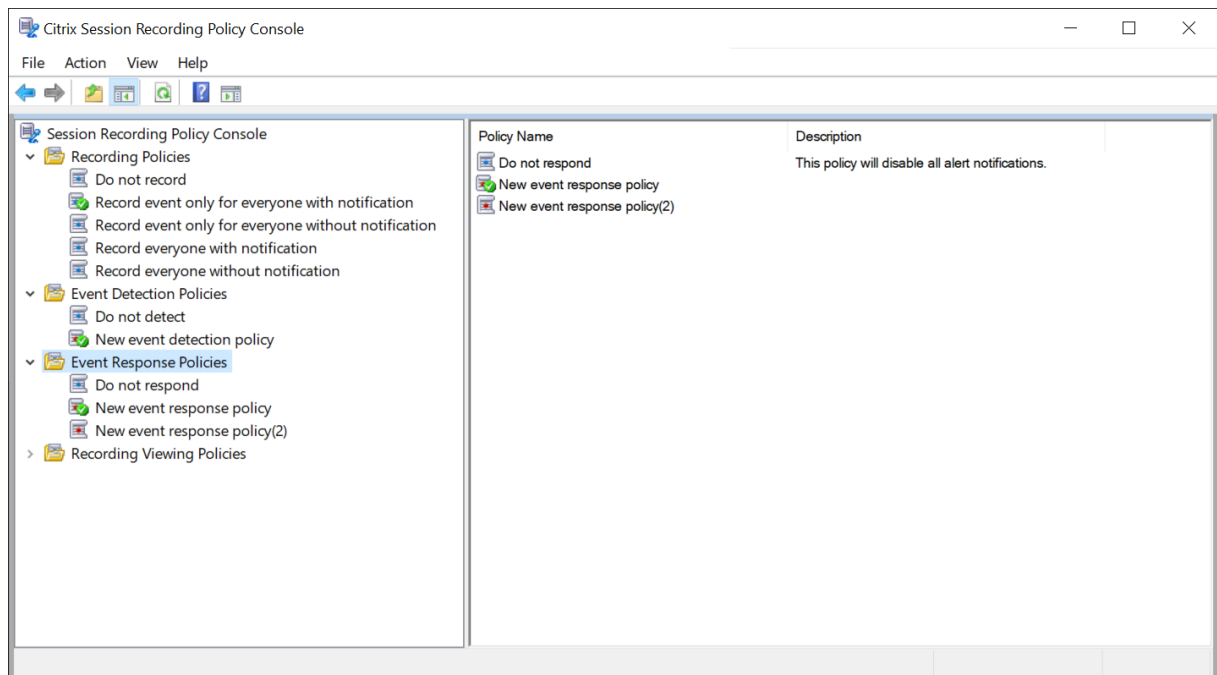 Citrix Session Recording Policy Console
File Action View Help
Session Recording Policy Console
Recording Policies
Do not record
Record event only for everyone with notification
Record event only for everyone without notification
Record everyone with notification
Record everyone without notification
Event Detection Policies
Do not detect
New event detection policy
Event Response Policies
Do not respond
New event response policy
New event response policy(2)
Recording Viewing Policies
Policy Name Description
Do not respond This policy will disable all alert notifications.
New event response policy
New event response policy(2)